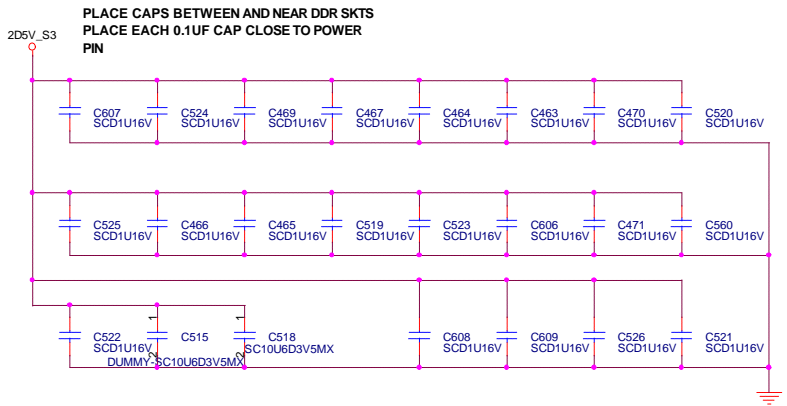 PLACE CAPS BETWEEN AND NEAR DDR SKTS
PLACE EACH 0.1UF CAP CLOSE TO POWER
PIN
2D5V_S3
C607 C524 C469 C467 C464 C463 C470 C520
SCD1U16V SCD1U16V SCD1U16V SCD1U16V SCD1U16V SCD1U16V SCD1U16V SCD1U16V
C525 C466 C465 C519 C523 C606 C471 C560
SCD1U16V SCD1U16V SCD1U16V SCD1U16V SCD1U16V SCD1U16V SCD1U16V SCD1U16V
1 1
C522 C515 C518 C608 C609 C526 C521
SCD1U16V SC10U6D3V5MX SCD1U16V SCD1U16V SCD1U16V SCD1U16V
2 2
DUMMY-SC10U6D3V5MX